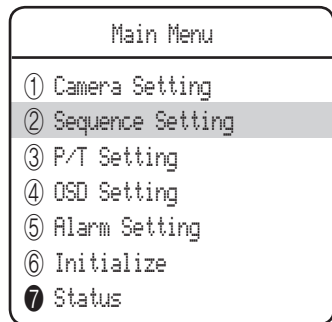 Main Menu
① Camera Setting
② Sequence Setting
③ P/T Setting
④ OSD Setting
⑤ Alarm Setting
⑥ Initialize
❼ Status